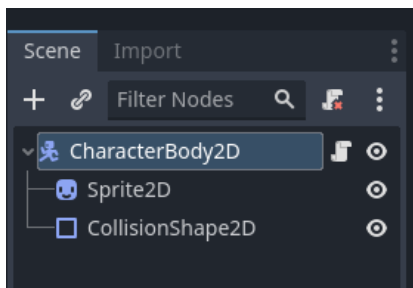 Scene Import
Filter Nodes
CharacterBody2D
Sprite2D
CollisionShape2D